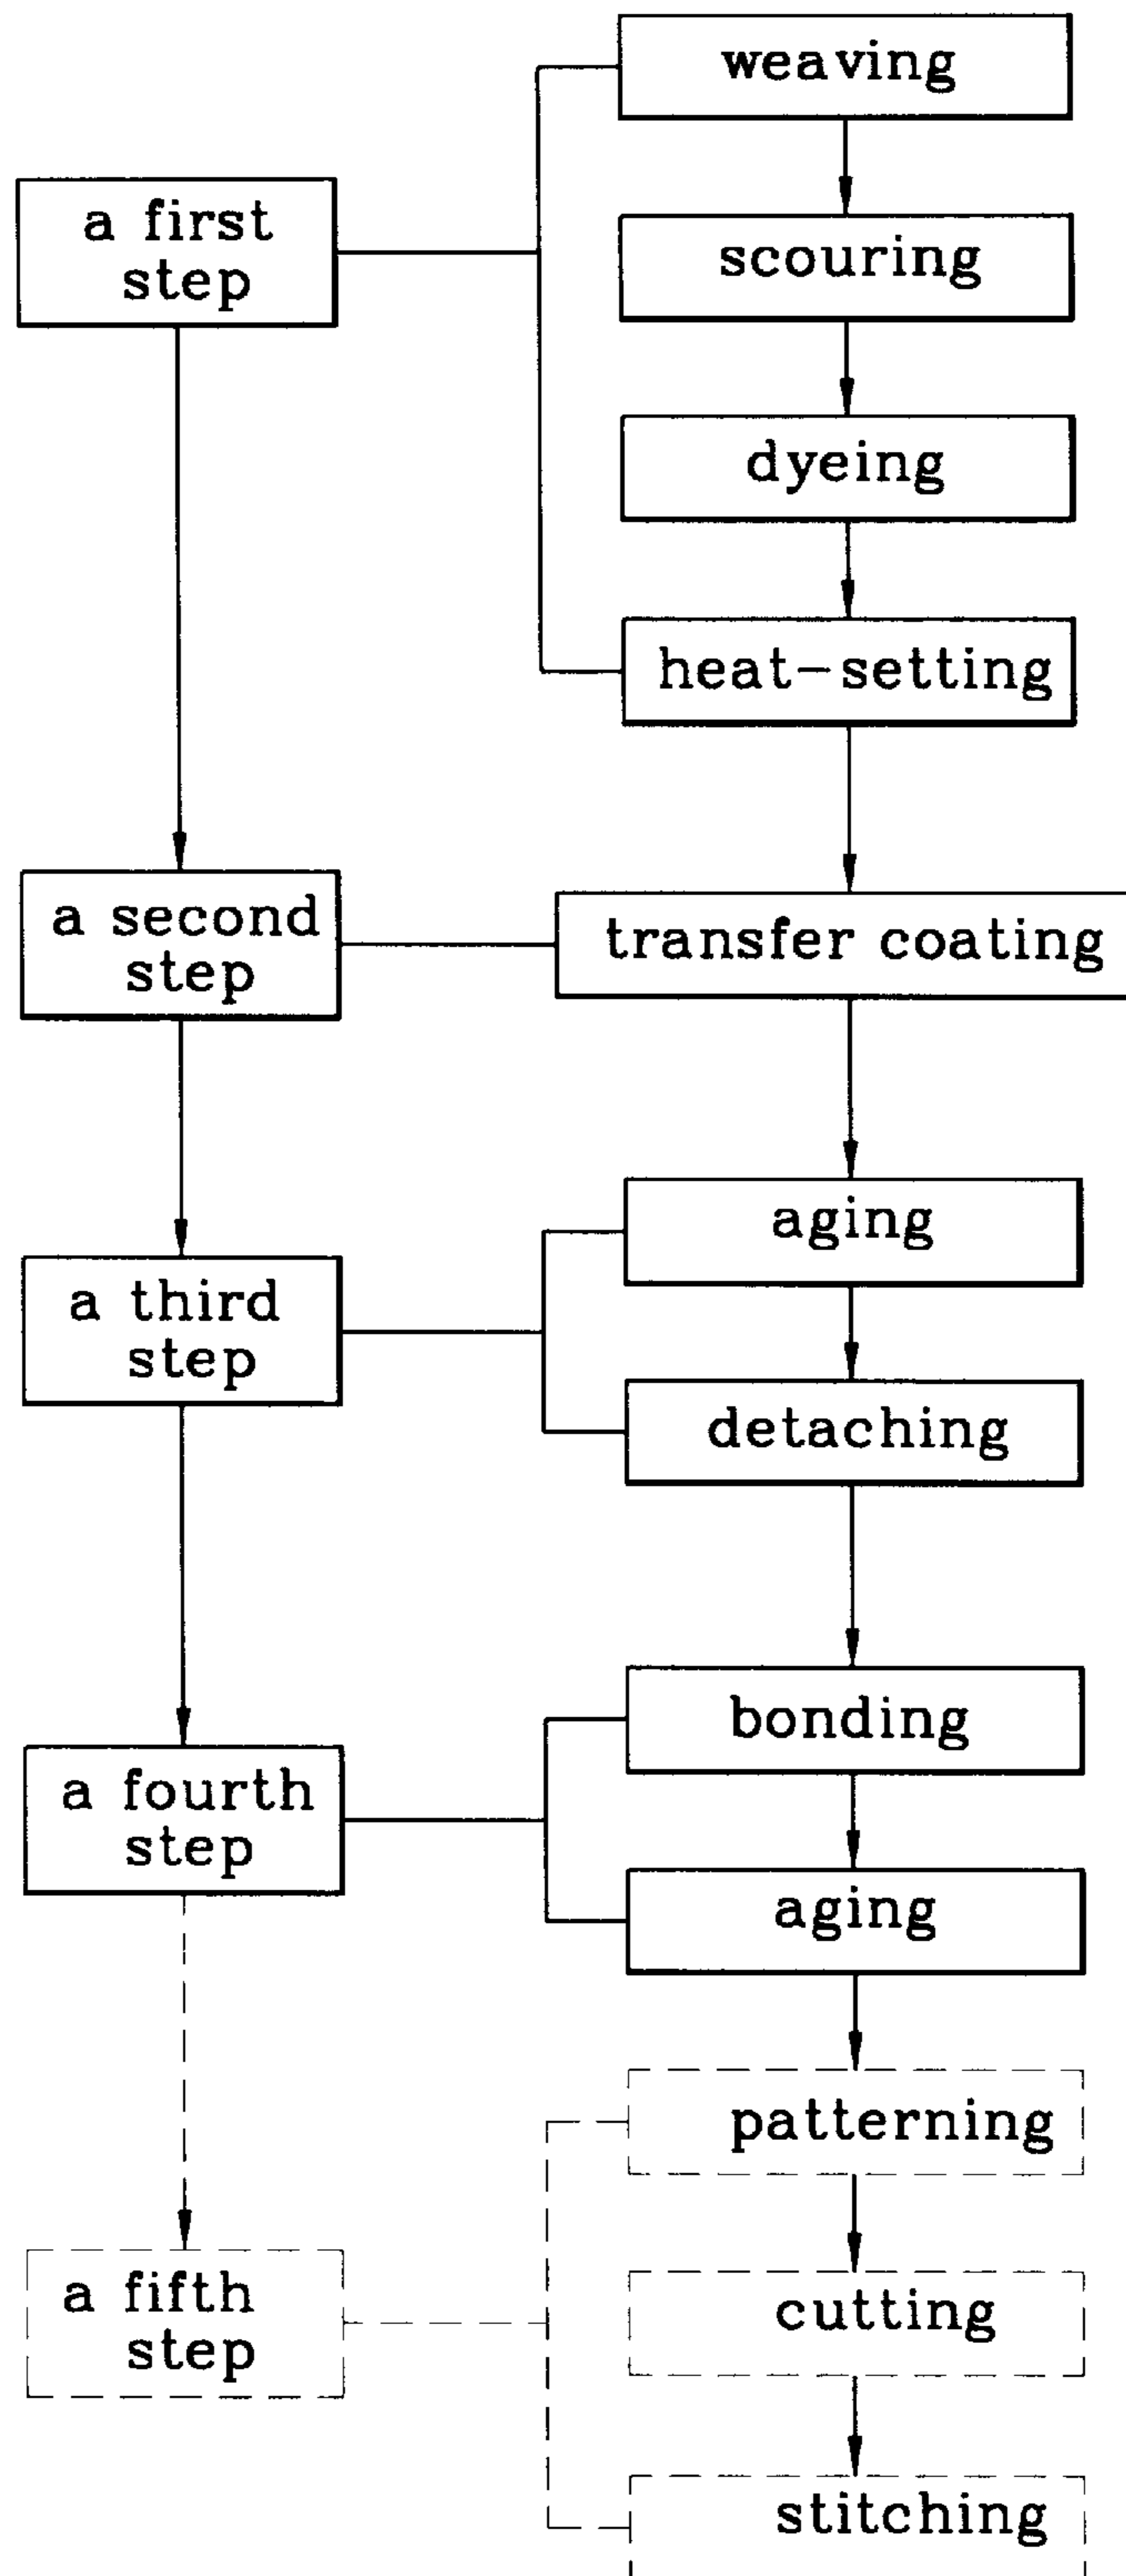 weaving
a first
step
scouring
dyeing
heat-setting
a second
step
transfer coating
aging
a third
step
detaching
bonding
a fourth
step
aging
patterning
a fifth
step
cutting
stitching